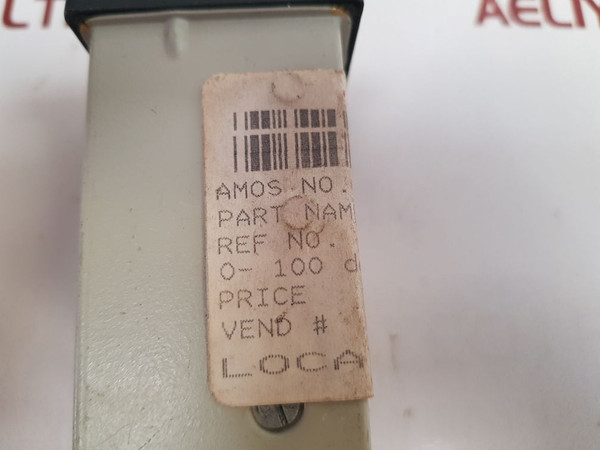 AMOS NO.
PART NAM
REF NO.
0- 100 d
PRICE
VEND #
LOCA